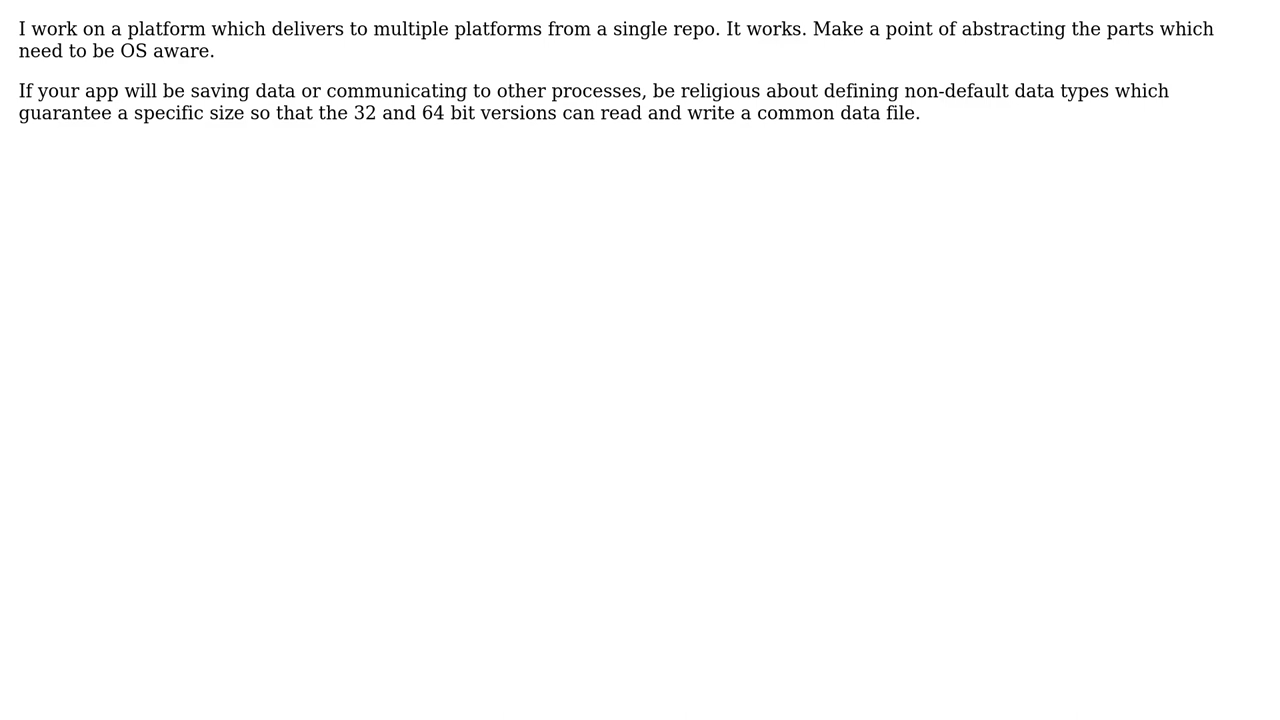 I work on a platform which delivers to multiple platforms from a single repo. It works. Make a point of abstracting the parts which
need to be OS aware.
If your app will be saving data or communicating to other processes, be religious about defining non-default data types which
guarantee a specific size so that the 32 and 64 bit versions can read and write a common data file.